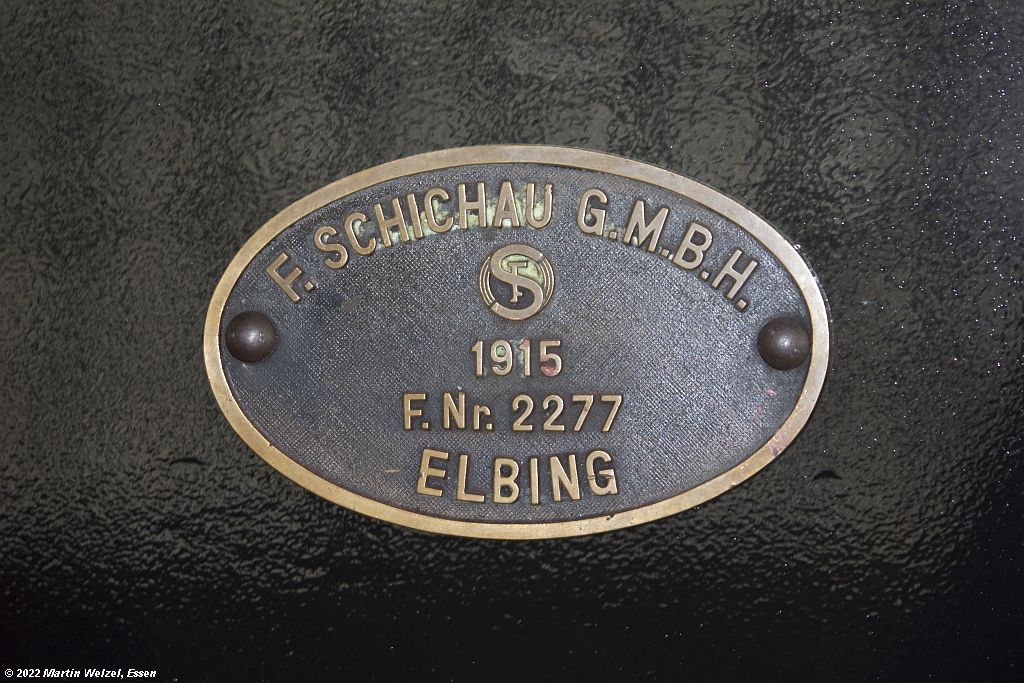 F. SCHICHAU G.M.B.H.
SF
1915
F. Nr. 2277
ELBING
© 2022 Martin Welzel, Essen